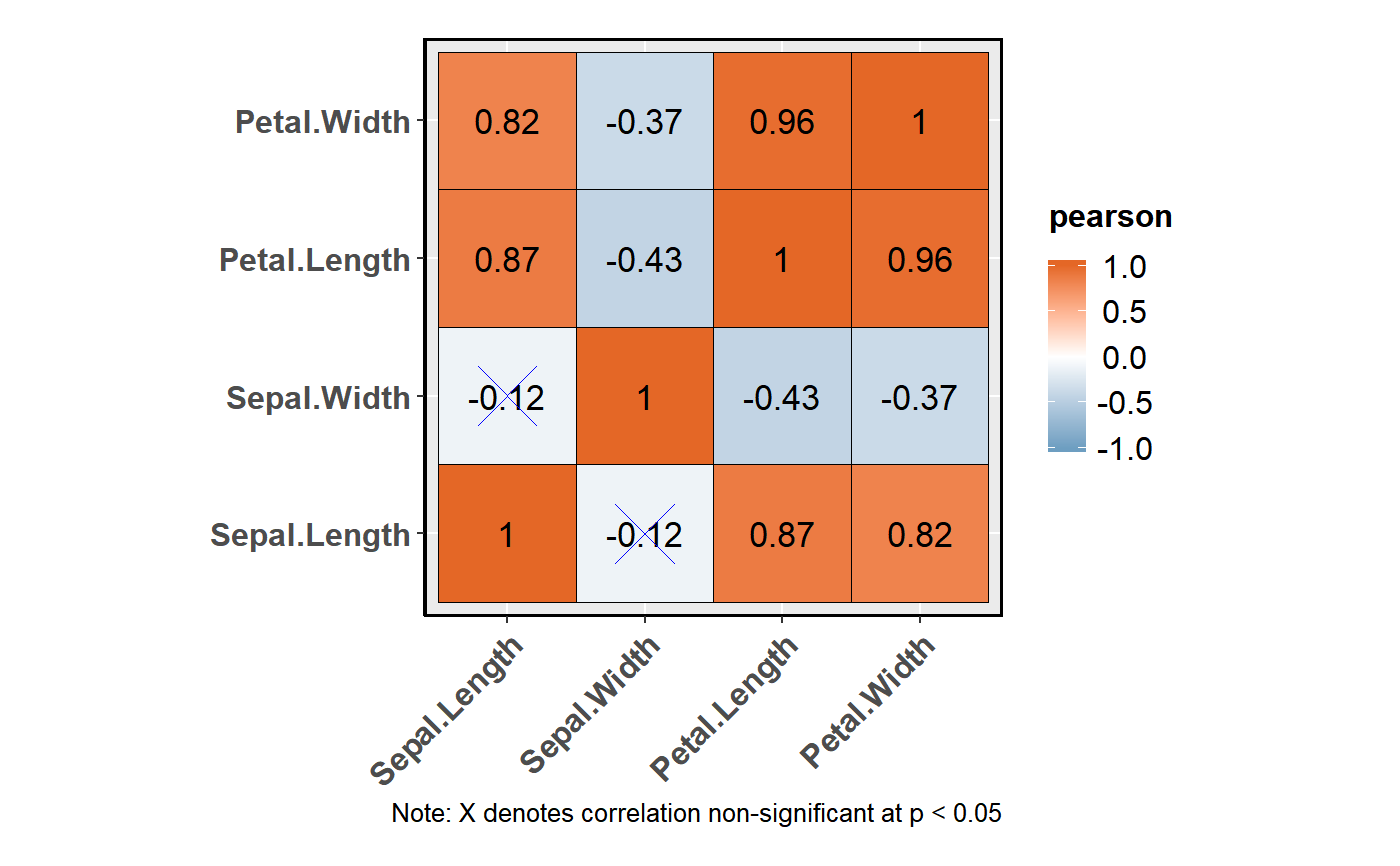 Petal.Width 0.82 -0.37 0.96 1
Petal.Length 0.87 -0.43 1 0.96
Sepal.Width -0.12 1 -0.43 -0.37
Sepal.Length 1 -0.12 0.87 0.82
Sepal.Length Sepal.Width Petal.Length Petal.Width
pearson
1.0
0.5
0.0
-0.5
-1.0
Note: X denotes correlation non-significant at p < 0.05